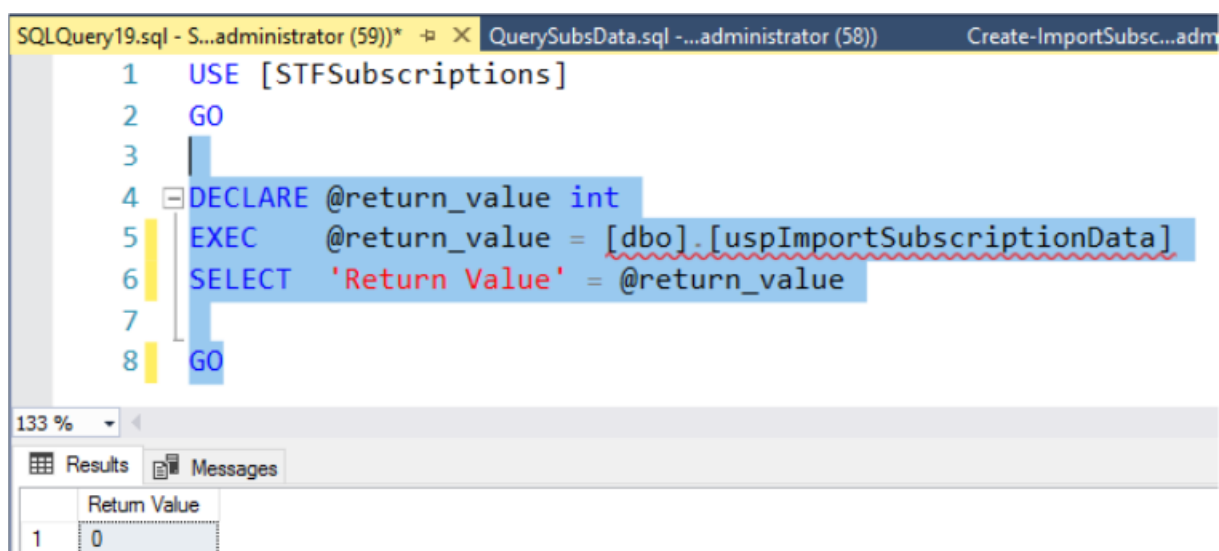 SQLQuery19.sql - S...administrator (59))* QuerySubsData.sql -...administrator (58)) Create-ImportSubsc...adm
1 USE [STFSubscriptions]
2 GO
3
4 DECLARE @return_value int
5 EXEC @return_value = [dbo].[uspImportSubscriptionData]
6 SELECT 'Return Value' = @return_value
7
8 GO
133 %
Results Messages
Return Value
1 0